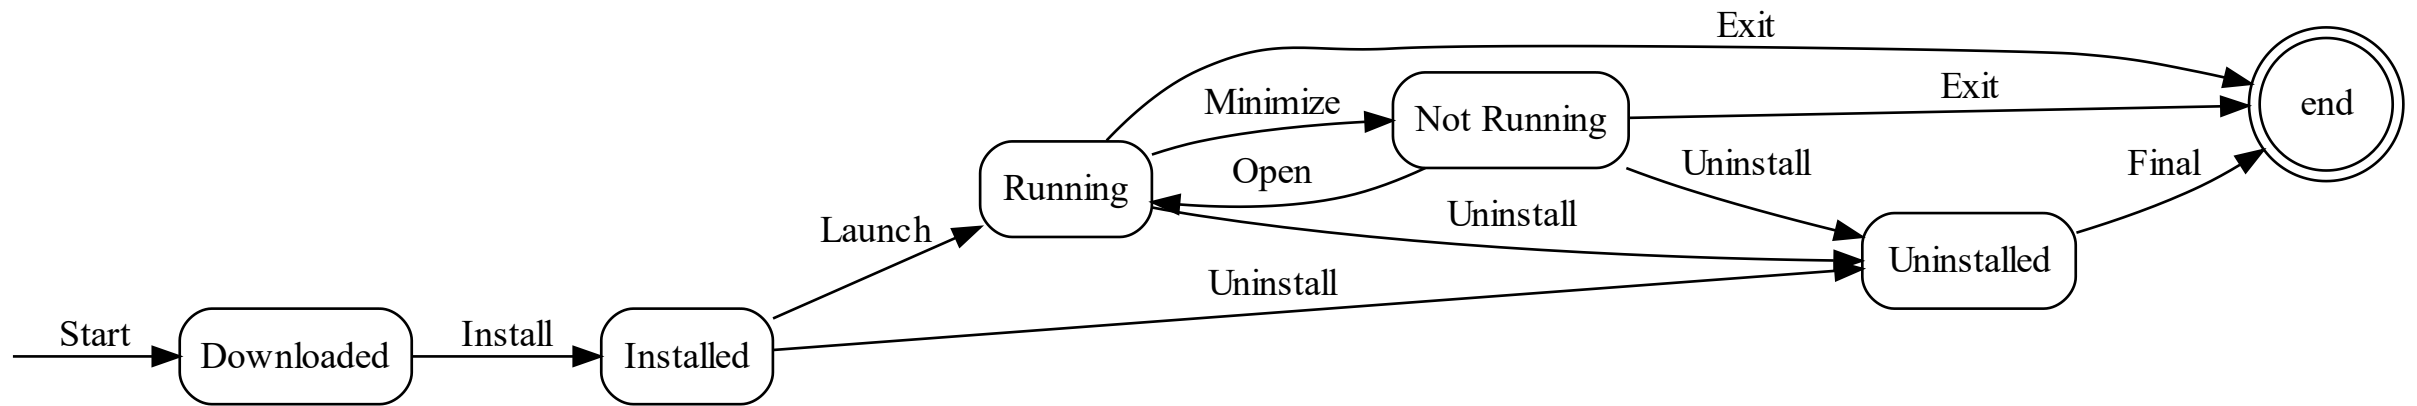 Exit
Minimize
Not Running
Exit
end
Open
Uninstall
Final
Running
Uninstall
Launch
Uninstalled
Uninstall
Start
Install
Downloaded
Installed